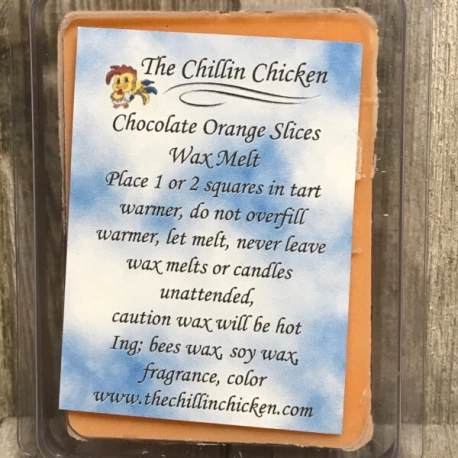 The Chillin Chicken
Chocolate Orange Slices
Wax Melt
Place 1 or 2 squares in tart
warmer, do not overfill
warmer, let melt, never leave
wax melts or candles
unattended,
caution wax will be hot
Ing; bees wax, soy wax,
fragrance, color
www.thechillinchicken.com